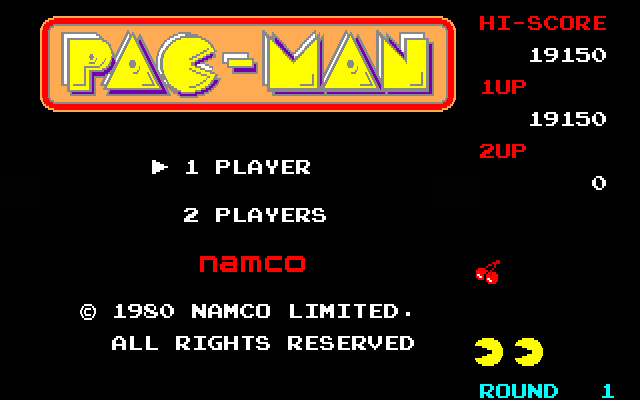 PAC-MAN
HI-SCORE
19150
1UP
19150
2UP
0
1 PLAYER
2 PLAYERS
namco
© 1980 NAMCO LIMITED.
ALL RIGHTS RESERVED
ROUND 1